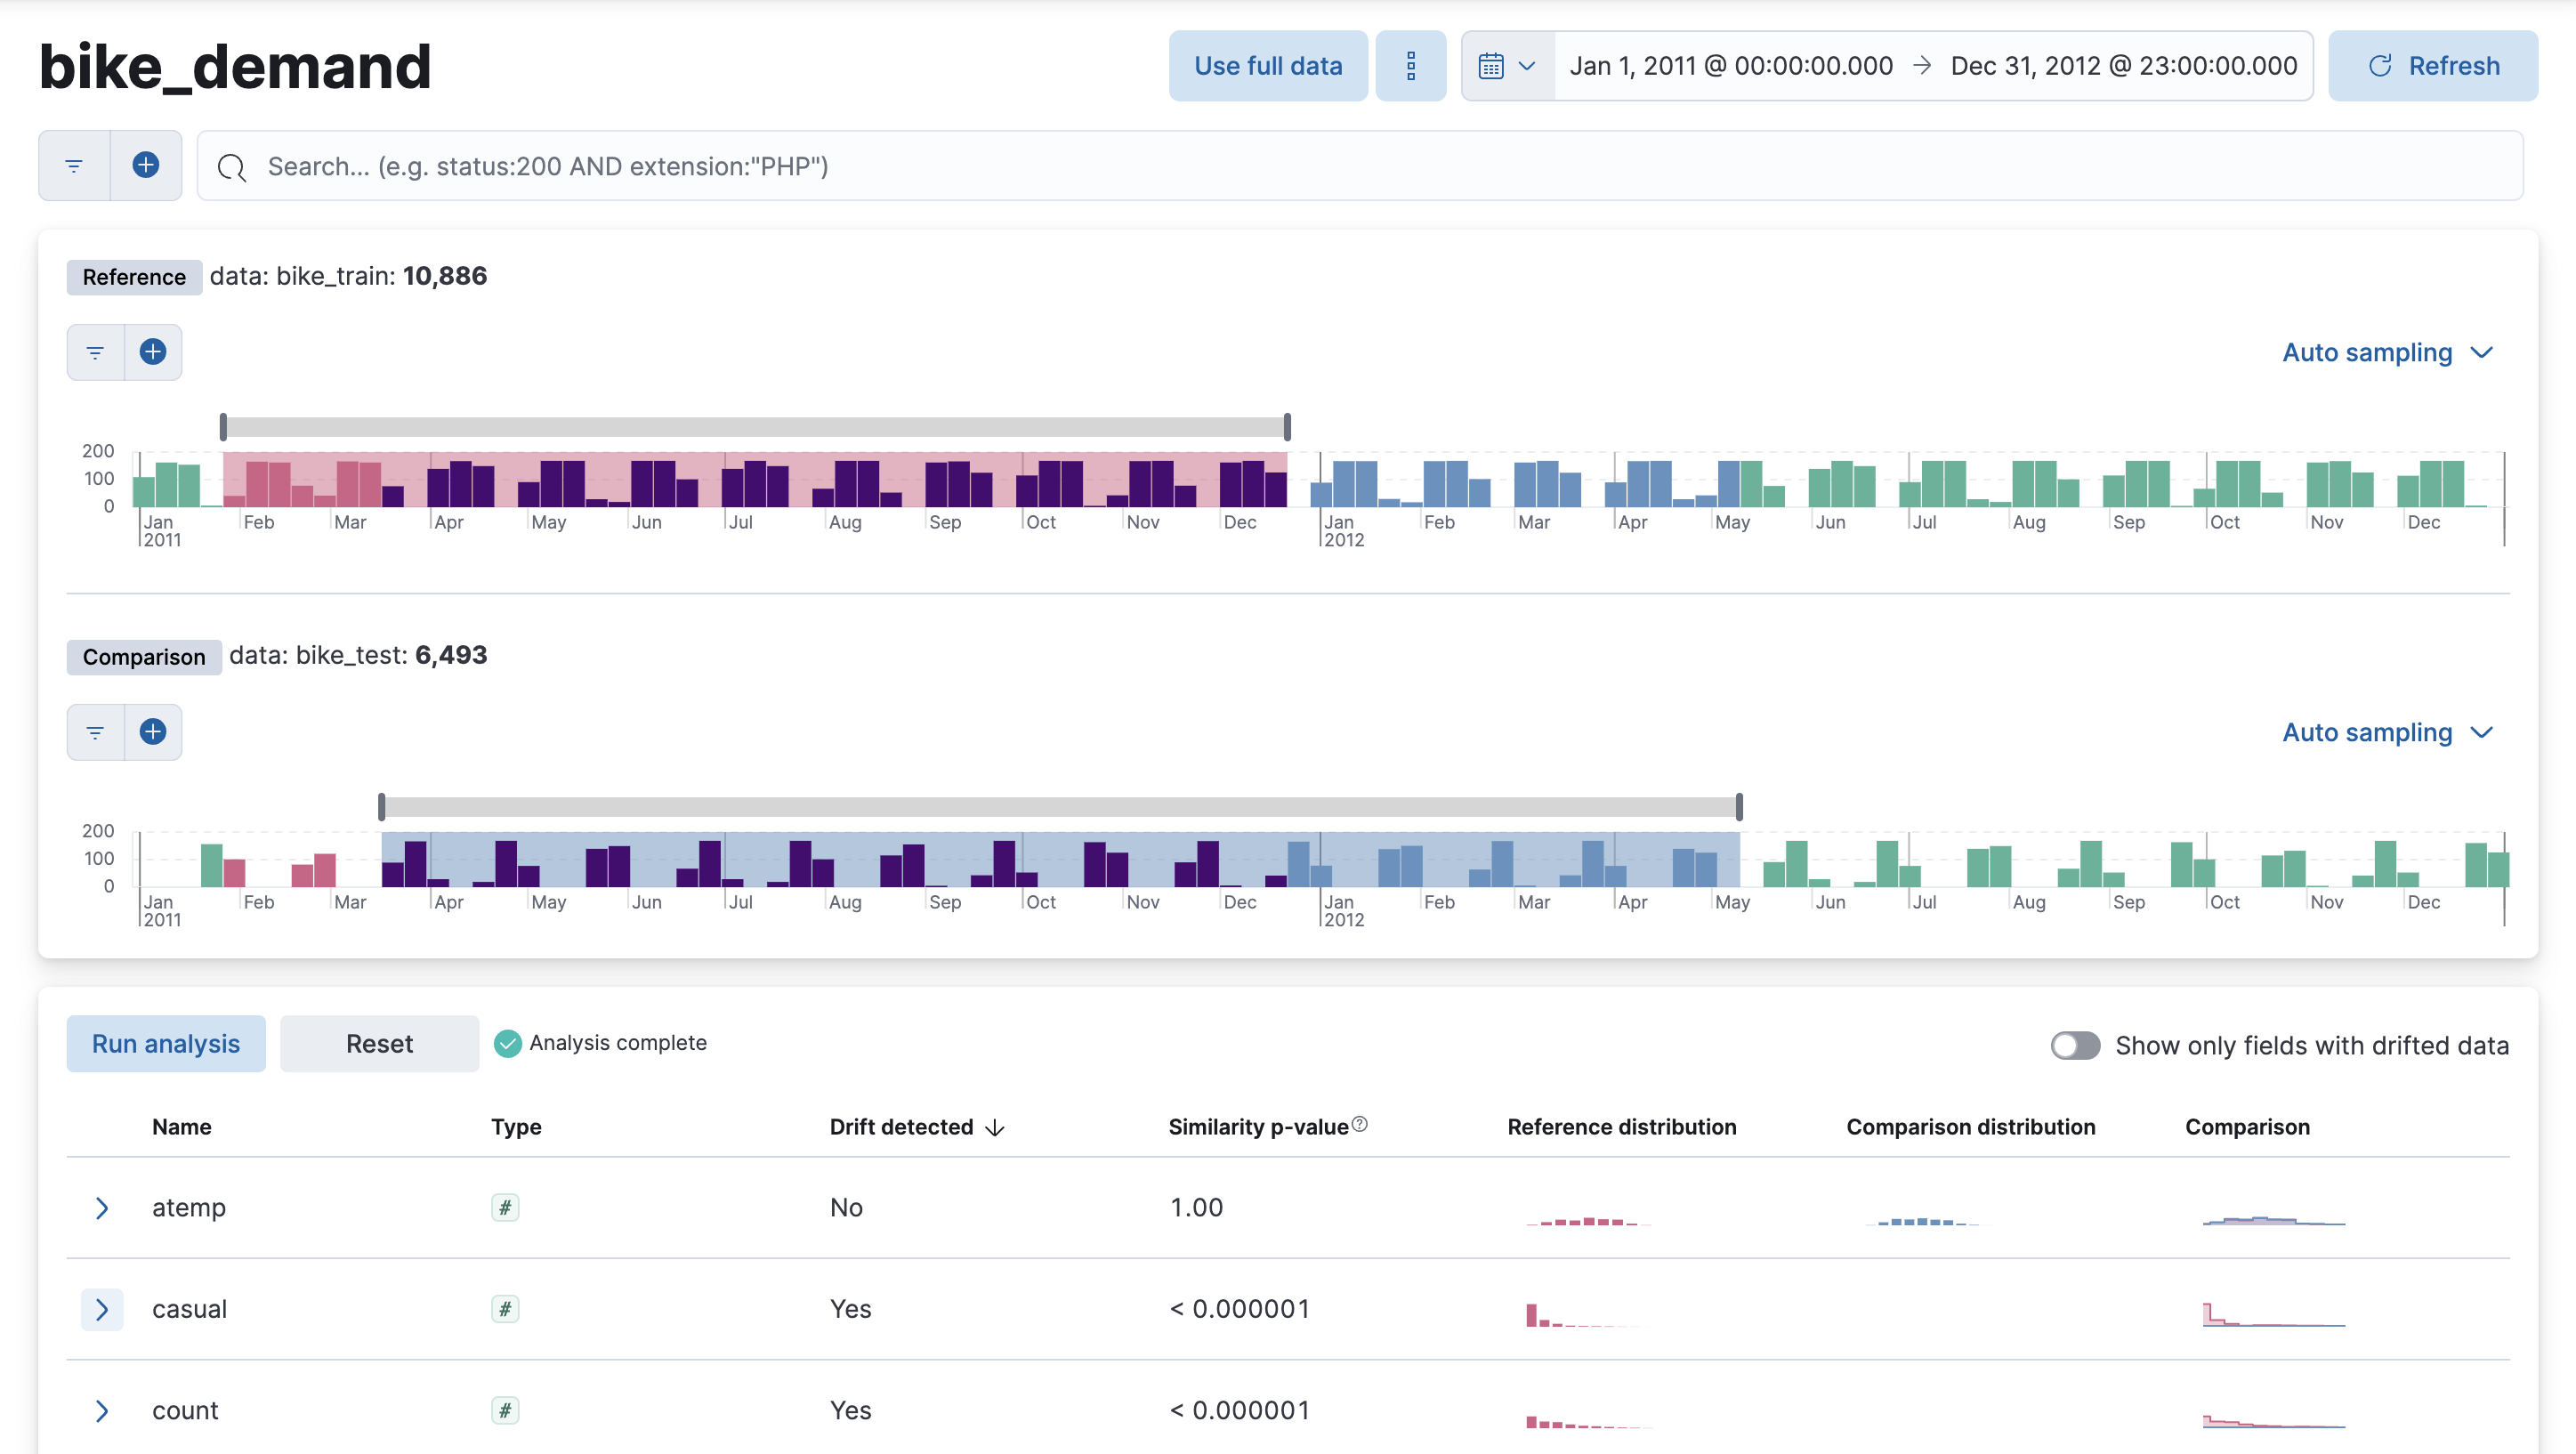 bike_demand
Use full data
Jan 1, 2011 @ 00:00:00.000 → Dec 31, 2012 @ 23:00:00.000
Refresh
Search... (e.g. status:200 AND extension:"PHP")
Reference data: bike_train: 10,886
Auto sampling
200
100
0
Jan Feb Mar Apr May Jun Jul Aug Sep Oct Nov Dec Jan Feb Mar Apr May Jun Jul Aug Sep Oct Nov Dec
2011 2012
Comparison data: bike_test: 6,493
Auto sampling
200
100
0
Jan Feb Mar Apr May Jun Jul Aug Sep Oct Nov Dec Jan Feb Mar Apr May Jun Jul Aug Sep Oct Nov Dec
2011 2012
Run analysis Reset Analysis complete Show only fields with drifted data
Name Type Drift detected ↓ Similarity p-value Reference distribution Comparison distribution Comparison
atemp # No 1.00
casual # Yes < 0.000001
count # Yes < 0.000001